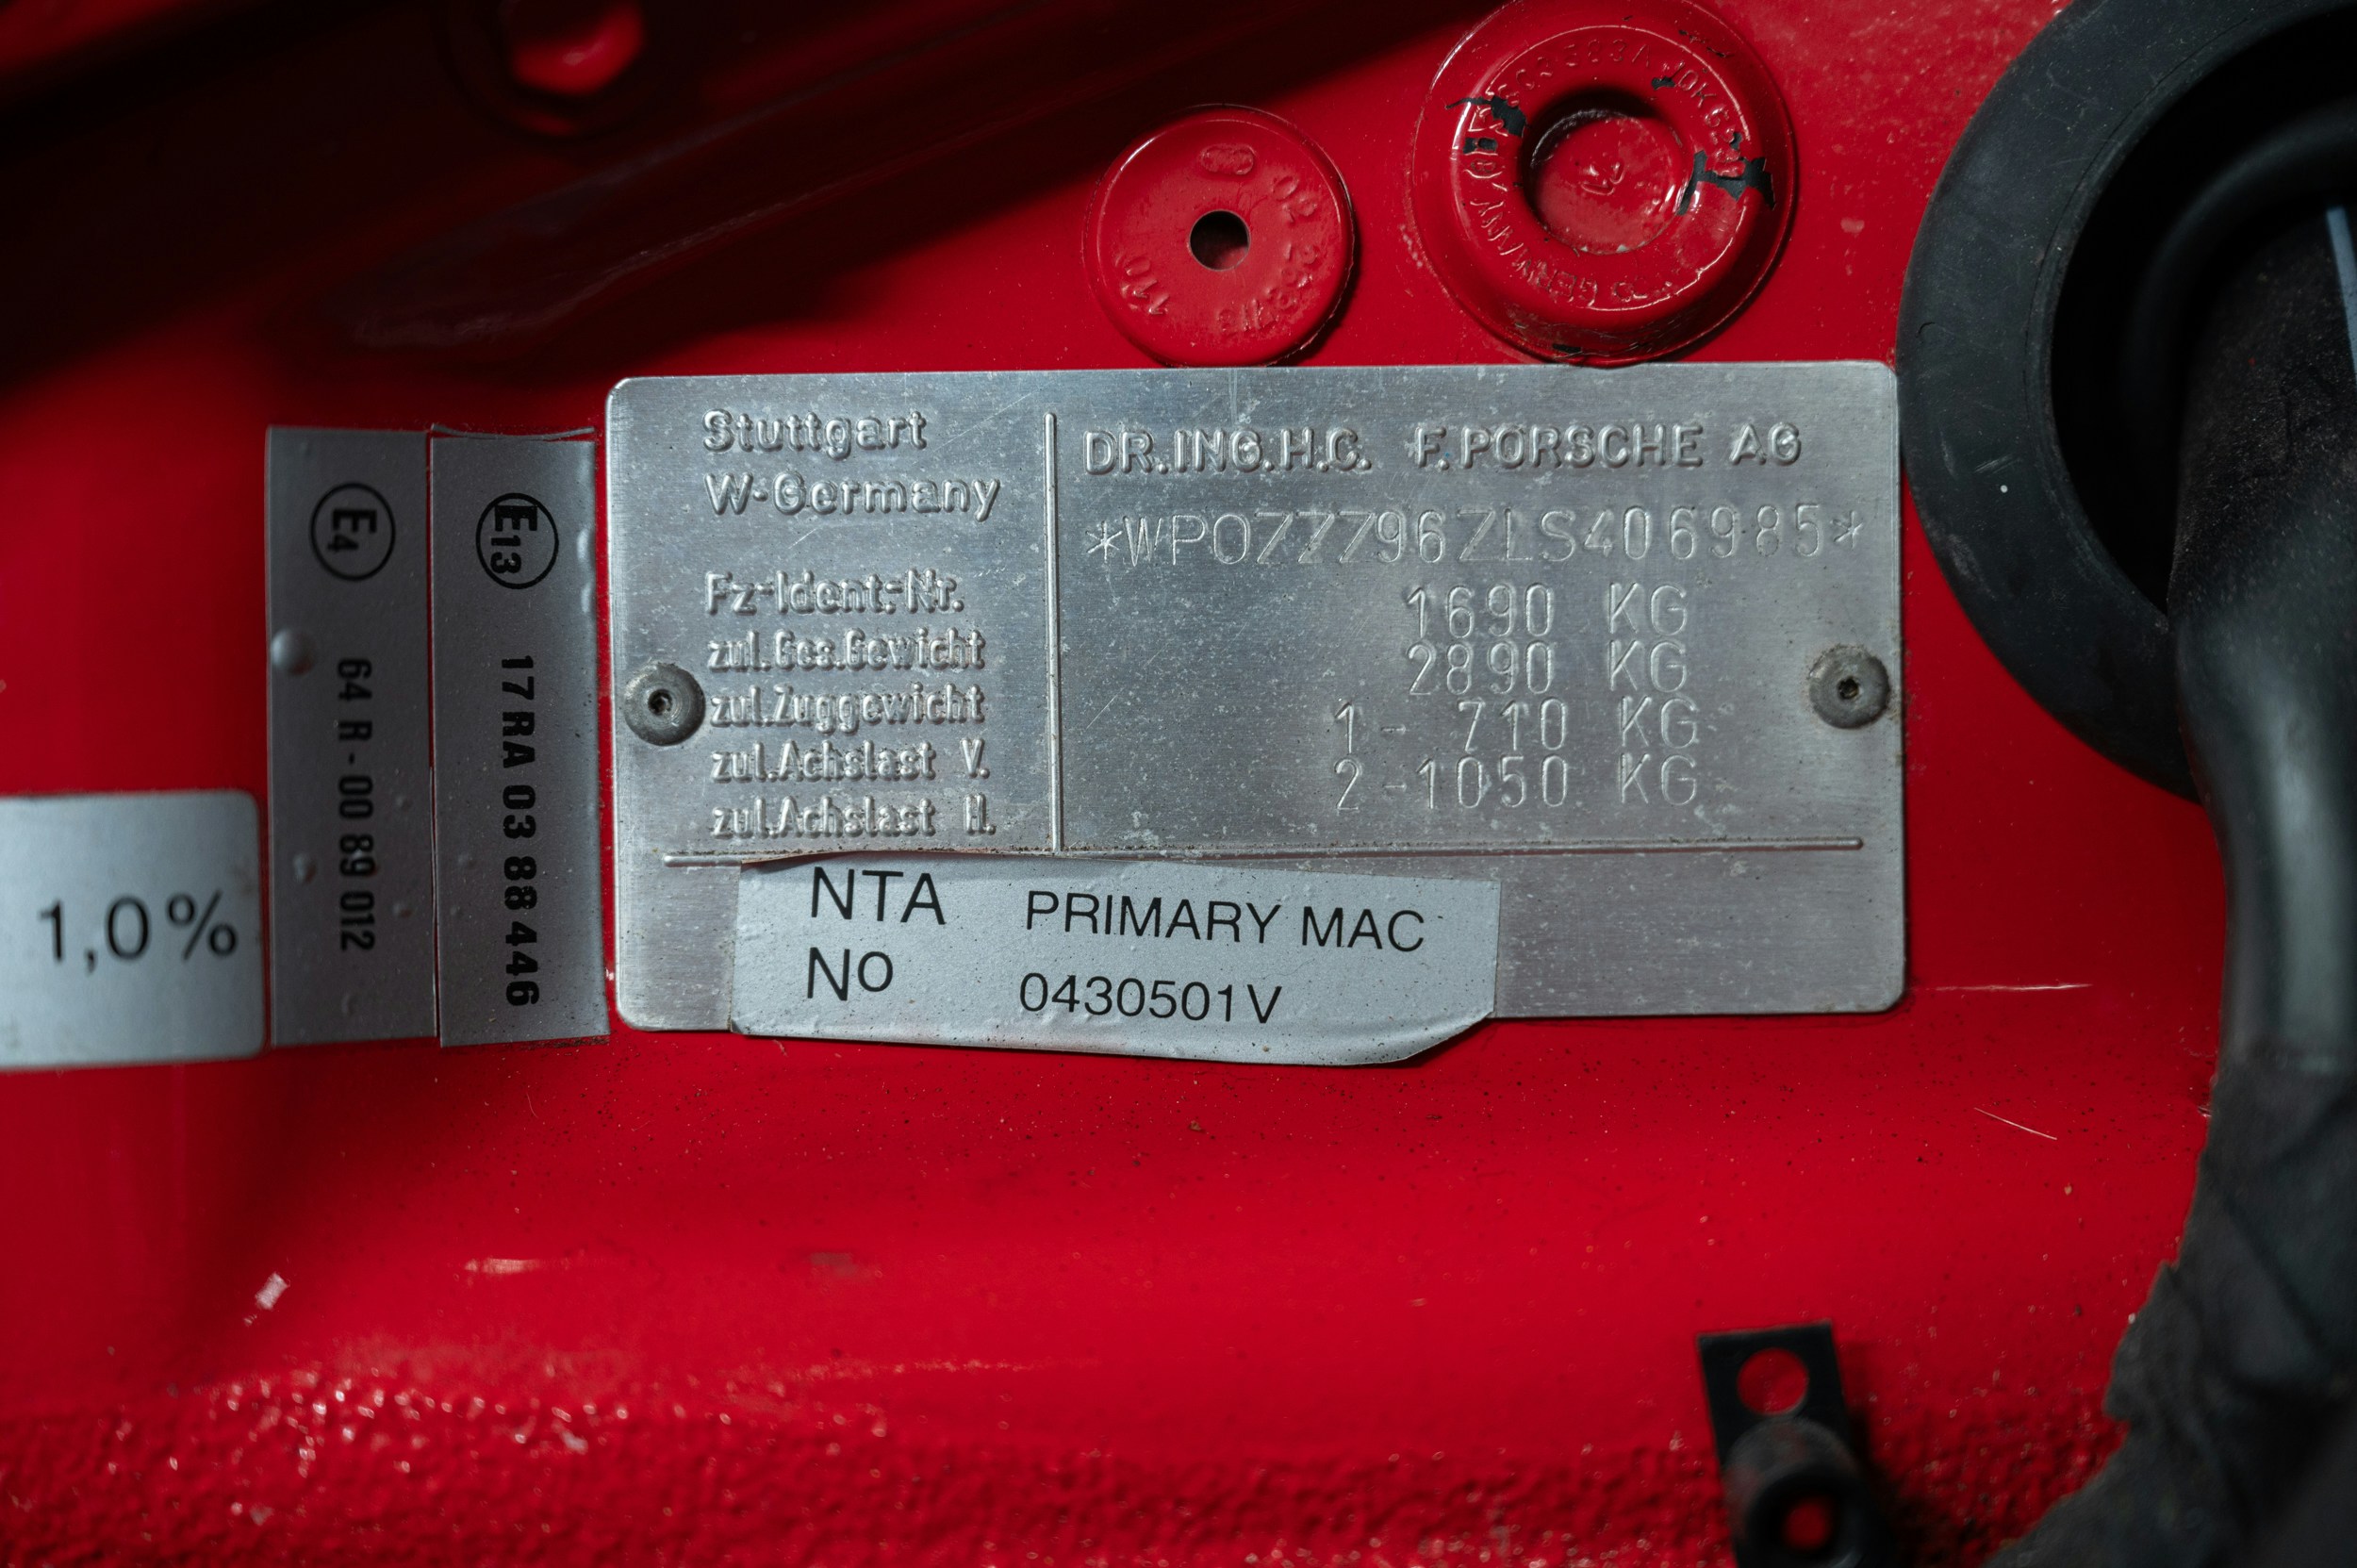 Stuttgart
W-Germany
DR.ING.H.C. F.PORSCHE AG
*WP0ZZZ96ZLS406985*
Fz-Ident.-Nr.
zul.Ges.Gewicht
1690 KG
zul.Zuggewicht
2890 KG
zul.Achslast V.
1- 710 KG
zul.Achslast H.
2-1050 KG
NTA PRIMARY MAC
No 0430501V
E4
64 R-00 89 012
E13
17 RA 03 88 446
1,0%
110